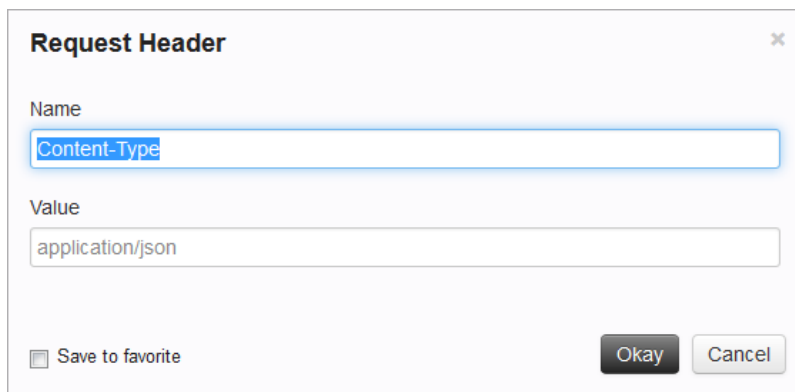 Request Header
×
Name
Content-Type
Value
application/json
Save to favorite
Okay
Cancel